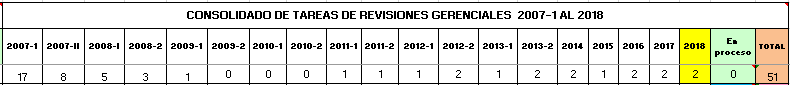 CONSOLIDADO DE TAREAS DE REVISIONES GERENCIALES 2007-1 AL 2018
2007-1 2007-II 2008-I 2008-2 2009-1 2009-2 2010-1 2010-2 2011-1 2011-2 2012-1 2012-2 2013-1 2013-2 2014 2015 2016 2017 2018 En proceso TOTAL
17 8 5 3 1 0 0 0 1 1 1 2 1 2 2 1 2 2 2 0 51